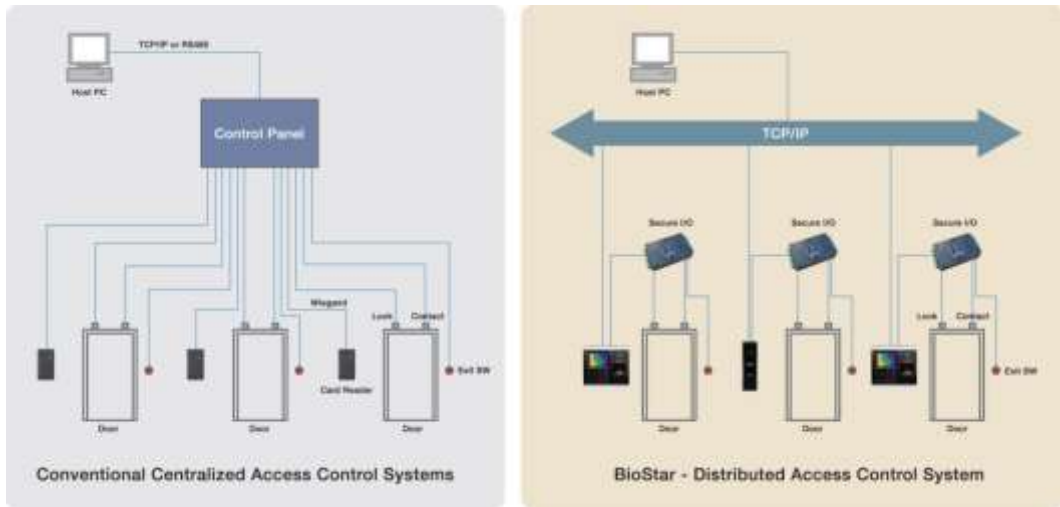 TCP/IP or RS485
Host PC
Control Panel
Wiegand
Lock
Contact
Exit SW
Card Reader
Door
Door
Door
Conventional Centralized Access Control Systems
Host PC
TCP/IP
Secure I/O
Secure I/O
Secure I/O
Lock
Contact
Exit SW
Door
Door
Door
BioStar - Distributed Access Control System